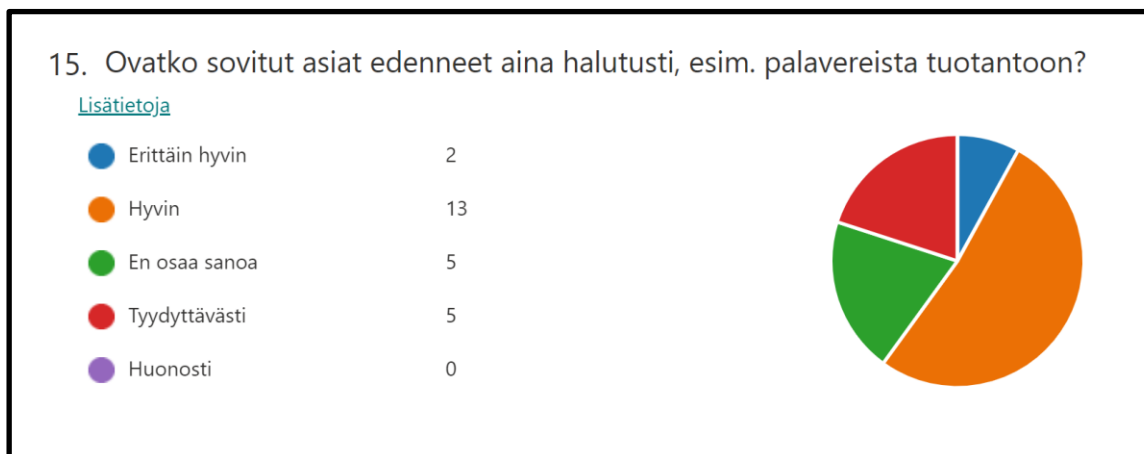 15. Ovatko sovitut asiat edenneet aina halutusti, esim. palavereista tuotantoon?
Lisätietoja
Erittäin hyvin 2
Hyvin 13
En osaa sanoa 5
Tyydyttävästi 5
Huonosti 0